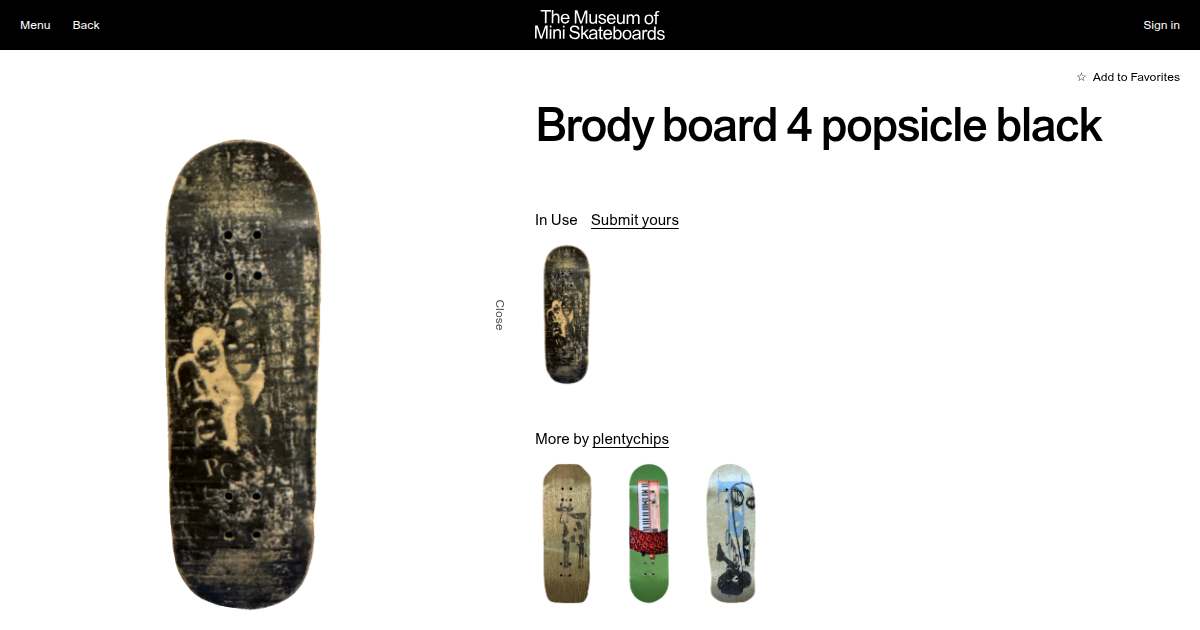 Menu
Back
The Museum of
Mini Skateboards
Sign in
☆ Add to Favorites
Brody board 4 popsicle black
In Use
Submit yours
Close
PC
More by plentychips